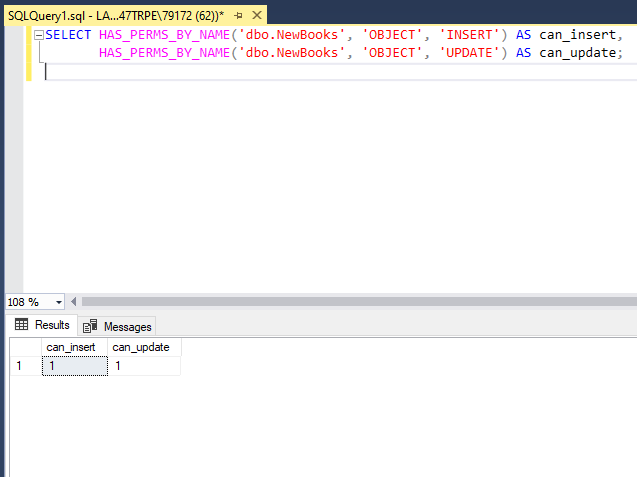 SQLQuery1.sql - LA...47TRPE\79172 (62))*
SELECT HAS_PERMS_BY_NAME('dbo.NewBooks', 'OBJECT', 'INSERT') AS can_insert,
HAS_PERMS_BY_NAME('dbo.NewBooks', 'OBJECT', 'UPDATE') AS can_update;
108 %
Results Messages
can_insert can_update
1 1 1